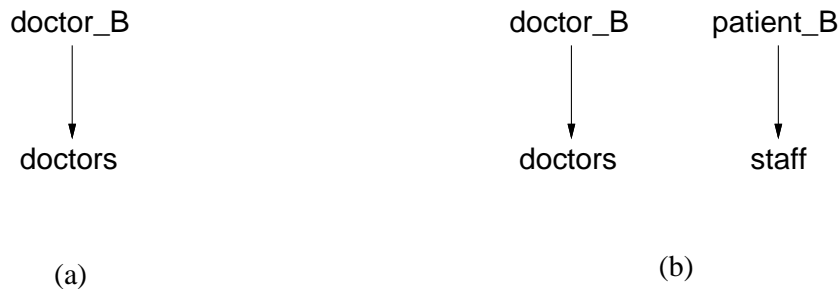 doctor_B
doctors
(a)
doctor_B patient_B
doctors staff
(b)